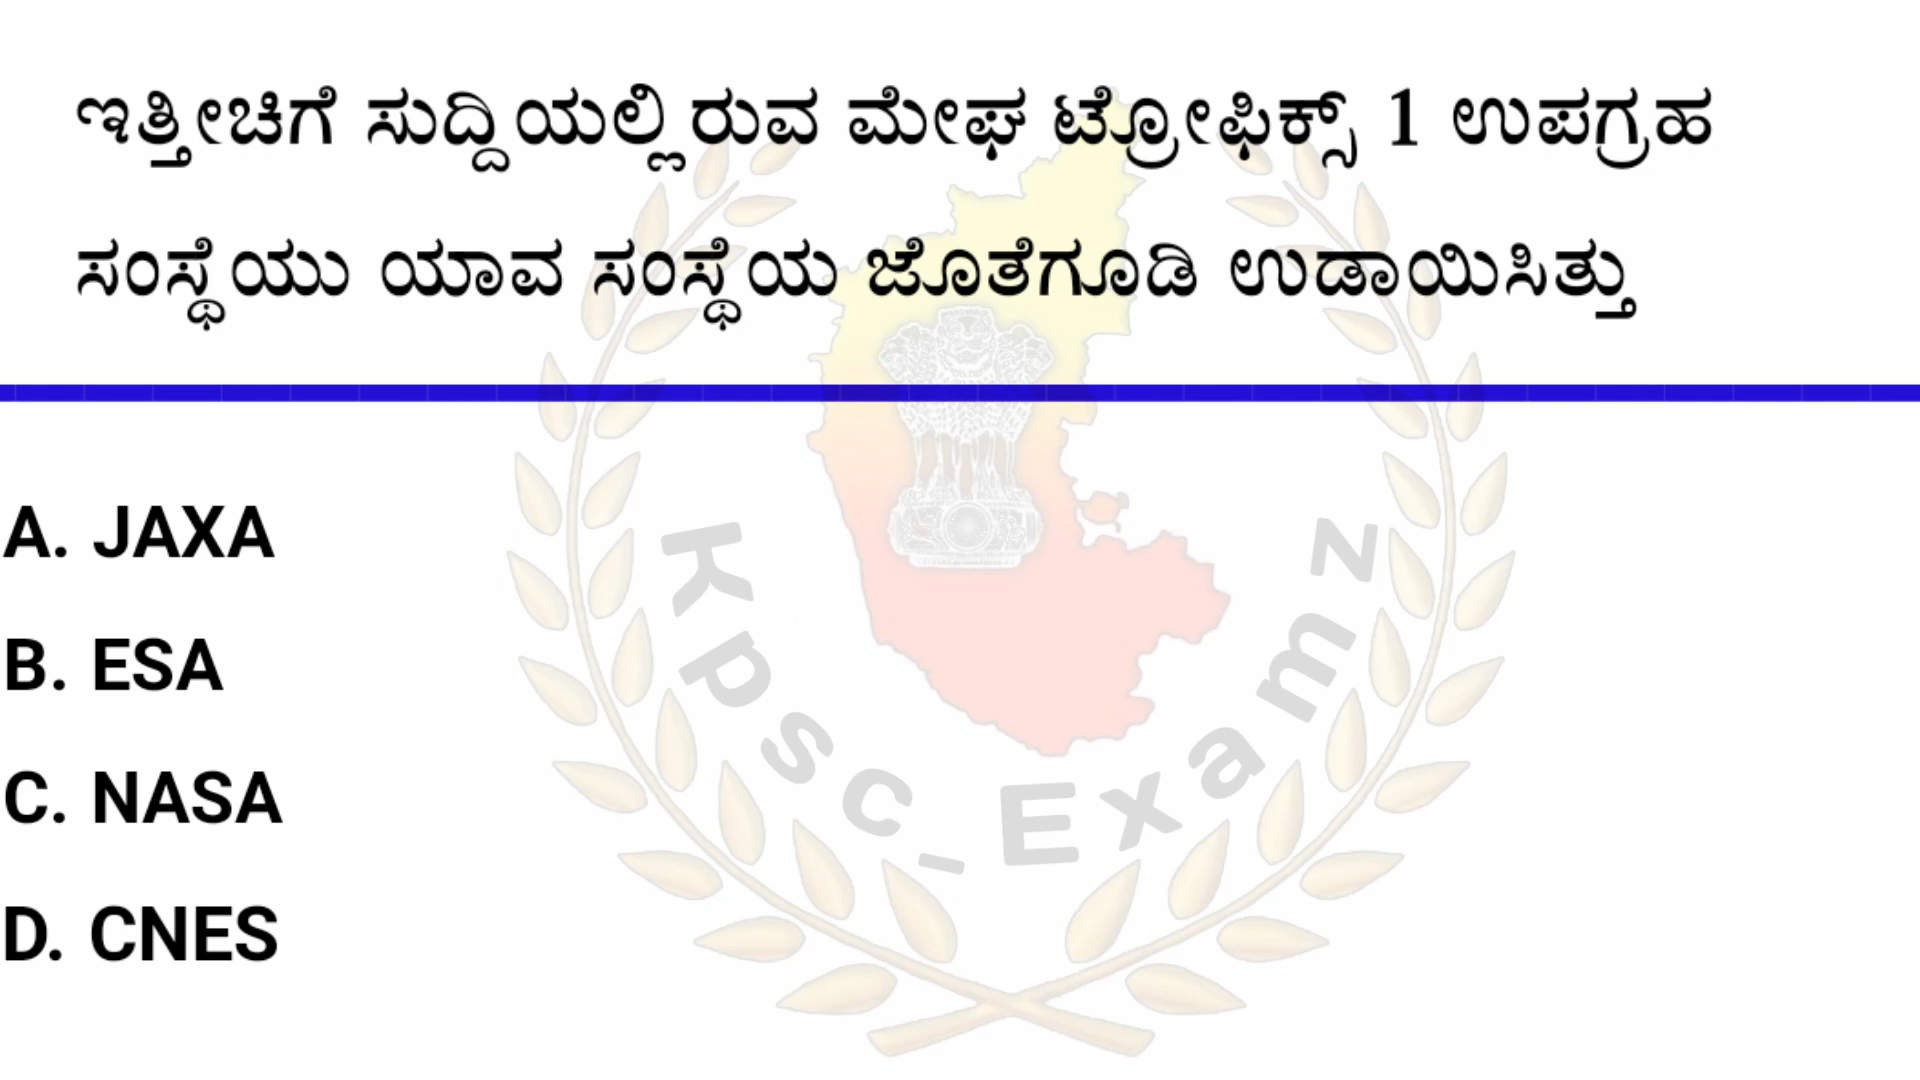 ಇತ್ತೀಚಿಗೆ ಸುದ್ದಿಯಲ್ಲಿರುವ ಮೇಘ ಟ್ರೋಫಿಕ್ಸ್ 1 ಉಪಗ್ರಹ
ಸಂಸ್ಥೆಯು ಯಾವ ಸಂಸ್ಥೆಯ ಜೊತೆಗೂಡಿ ಉಡಾಯಿಸಿತ್ತು
A. JAXA
B. ESA
C. NASA
D. CNES
Kpsc_Examz